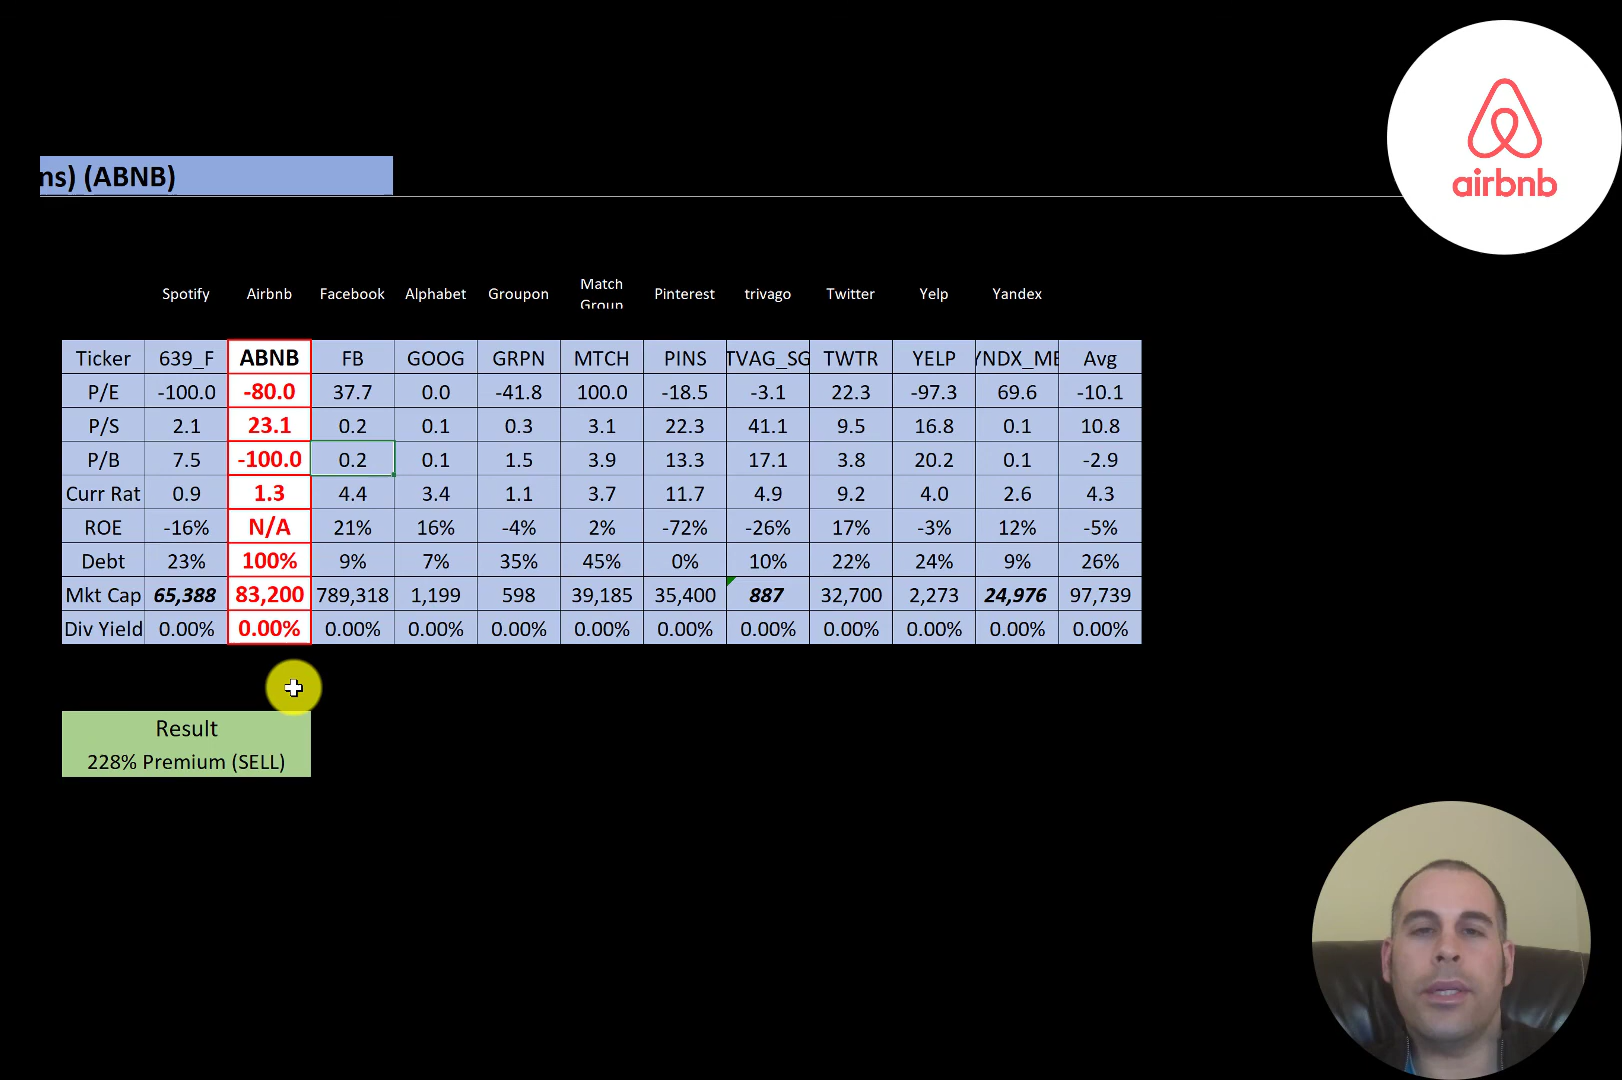 airbnb
ns) (ABNB)
Spotify Airbnb Facebook Alphabet Groupon Match Group Pinterest trivago Twitter Yelp Yandex
Ticker 639_F ABNB FB GOOG GRPN MTCH PINS TVAG_SG TWTR YELP YNDX_ME Avg
P/E -100.0 -80.0 37.7 0.0 -41.8 100.0 -18.5 -3.1 22.3 -97.3 69.6 -10.1
P/S 2.1 23.1 0.2 0.1 0.3 3.1 22.3 41.1 9.5 16.8 0.1 10.8
P/B 7.5 -100.0 0.2 0.1 1.5 3.9 13.3 17.1 3.8 20.2 0.1 -2.9
Curr Rat 0.9 1.3 4.4 3.4 1.1 3.7 11.7 4.9 9.2 4.0 2.6 4.3
ROE -16% N/A 21% 16% -4% 2% -72% -26% 17% -3% 12% -5%
Debt 23% 100% 9% 7% 35% 45% 0% 10% 22% 24% 9% 26%
Mkt Cap 65,388 83,200 789,318 1,199 598 39,185 35,400 887 32,700 2,273 24,976 97,739
Div Yield 0.00% 0.00% 0.00% 0.00% 0.00% 0.00% 0.00% 0.00% 0.00% 0.00% 0.00% 0.00%
Result
228% Premium (SELL)